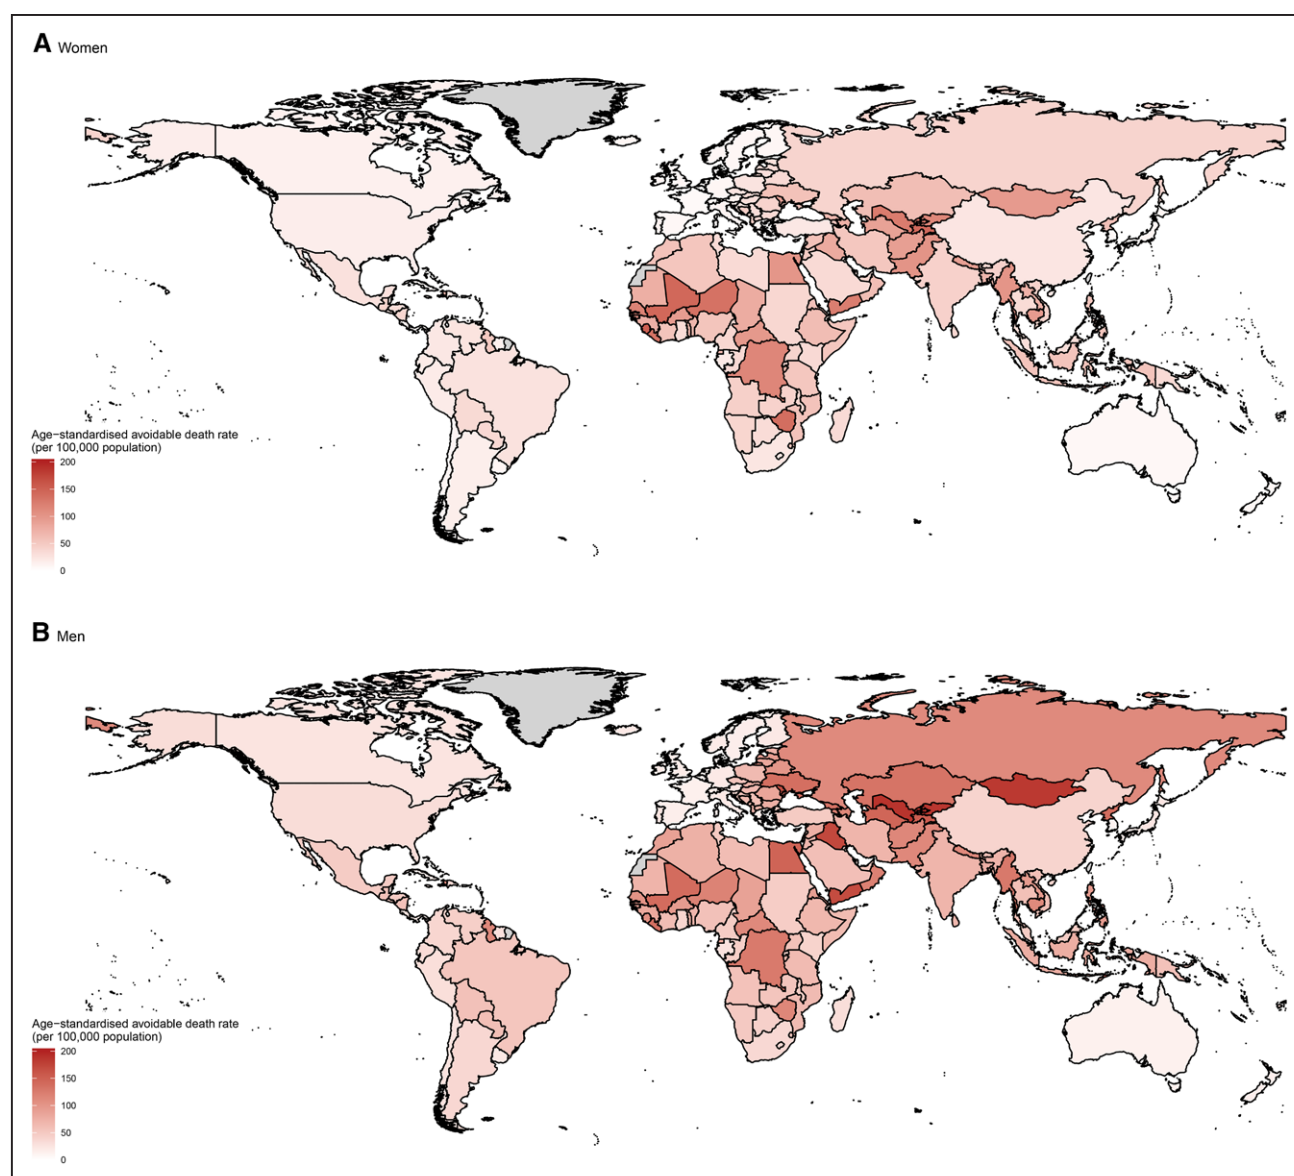 A Women
Age-standardised avoidable death rate
(per 100,000 population)
200
150
100
50
0
B Men
Age-standardised avoidable death rate
(per 100,000 population)
200
150
100
50
0